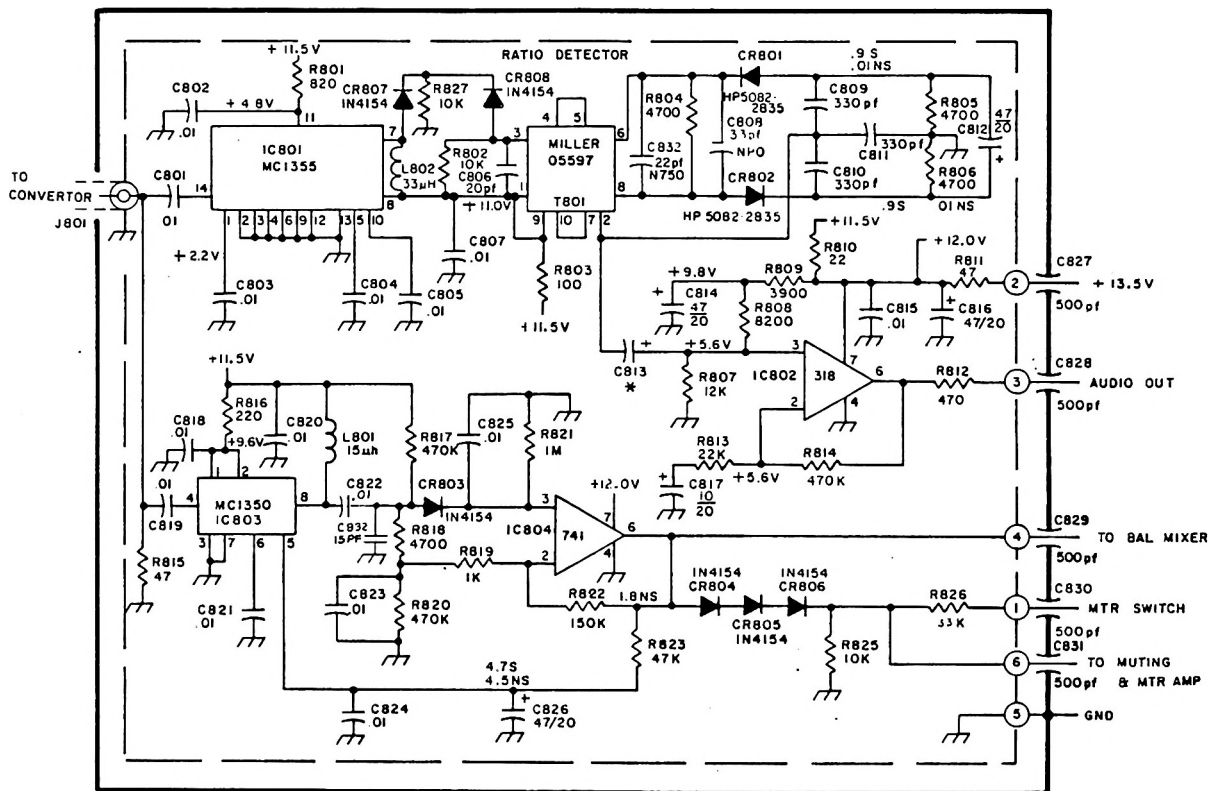 +11.5V
RATIO DETECTOR
C802
.01
R801
820
+4.8V
11
CR807
IN4154
R827
10K
CR808
IN4154
4
5
6
CR801
HP5082-
2835
.9S
.01NS
C809
330pf
R805
4700
C812
47/20
+
IC801
MC1355
7
L802
33μH
R802
10K
C806
20pf
+11.0V
3
MILLER
05597
T801
R804
4700
C832
22pf
N750
C808
33pf
NPO
C811
330pf
C810
330pf
R806
4700
TO
CONVERTOR
J801
C801
01
14
8
1
8
CR802
HP 5082-2835
.9S
01NS
1 2 3 4 6 9 12 13 5 10
9 10 7 2
+2.2V
C803
.01
C804
.01
C805
.01
C807
.01
R803
100
+11.5V
+11.5V
R810
22
+12.0V
R811
47
2
C827
+13.5V
500pf
+9.8V
R809
3900
C814
47/20
R808
8200
C815
.01
+
C816
47/20
+
C813
*
+5.6V
R807
12K
3
IC802
318
7
6
4
2
R812
470
3
C828
AUDIO OUT
500pf
R813
22K
+5.6V
R814
470K
+
C817
10/20
+11.5V
R816
220
C818
.01
+9.6V
C820
.01
L801
15μh
R817
470K
C825
.01
R821
1M
.01
C819
4
1
2
MC1350
IC803
8
3 7 6 5
C822
.01
C832
15PF
CR803
IN4154
R818
4700
+12.0V
3
IC804
741
7
6
4
2
4
C829
TO BAL MIXER
500pf
R815
47
C821
.01
C823
.01
R819
1K
R820
470K
R822
150K
1.8NS
IN4154
CR804
CR805
IN4154
IN4154
CR806
R826
33K
1
C830
MTR SWITCH
500pf
R823
47K
R825
10K
6
C831
TO MUTING
& MTR AMP
500pf
4.7S
4.5NS
C824
.01
+
C826
47/20
5
GND